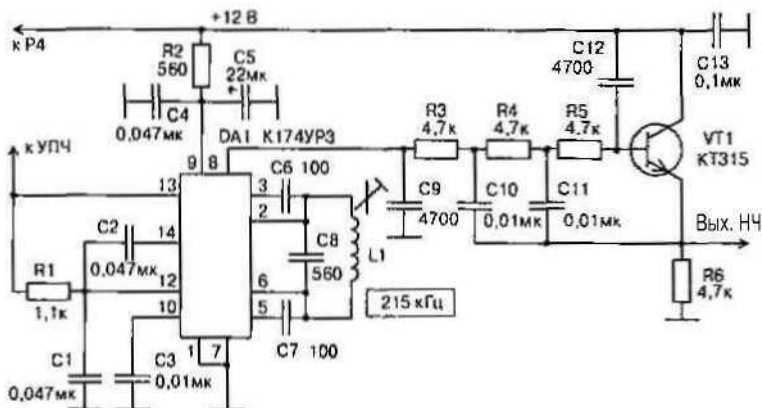 +12 В
к Р4
R2
560
C5
22мк
C4
0,047мк
C12
4700
C13
0,1мк
DA1 К174УР3
R3
4,7к
R4
4,7к
R5
4,7к
VT1
КТ315
к УПЧ
9 8
C6 100
13
3
2
14
C2
0,047мк
C9
4700
C10
0,01мк
C11
0,01мк
Вых. НЧ
C8
560
L1
R1
1,1к
12
6
10
5
215 кГц
R6
4,7к
C7 100
1 7
C1
0,047мк
C3
0,01мк